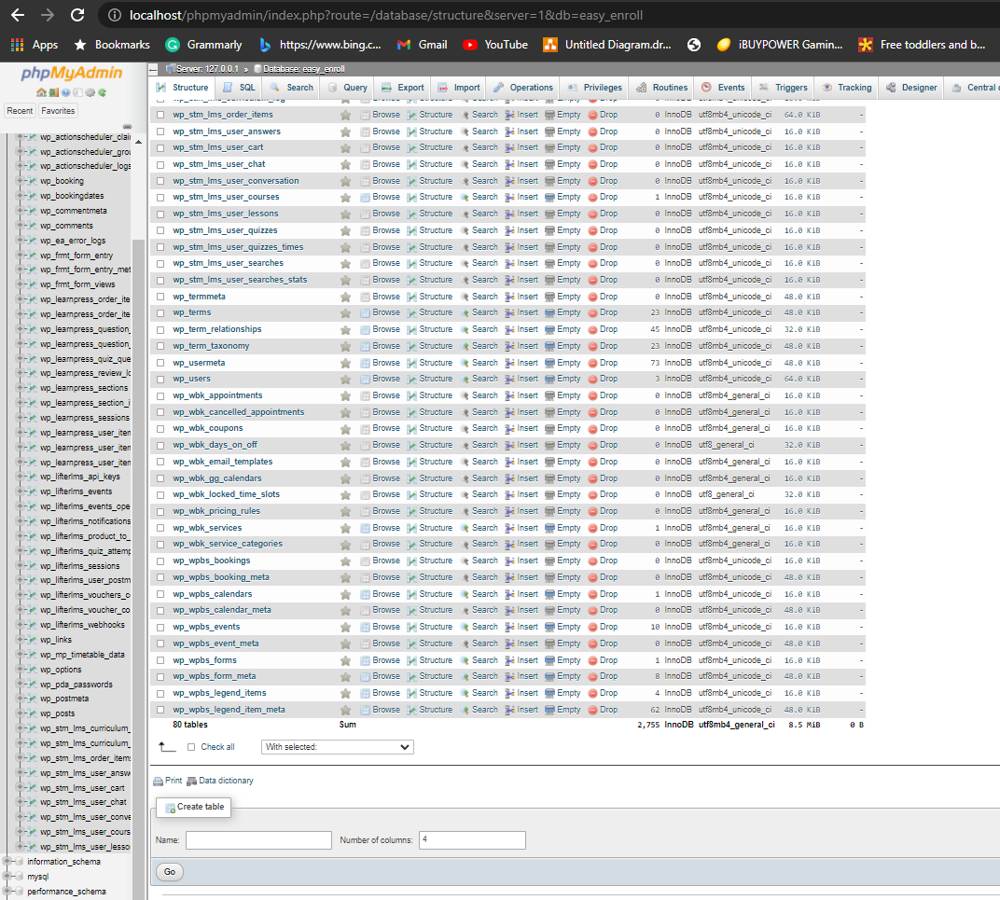 localhost/phpmyadmin/index.php?route=/database/structure&server=1&db=easy_enroll
Apps Bookmarks Grammarly https://www.bing.c... Gmail YouTube Untitled Diagram.dr... iBUYPOWER Gamin... Free toddlers and b...
phpMyAdmin
Recent Favorites
wp_actionscheduler_clai
wp_actionscheduler_grou
wp_actionscheduler_logs
wp_booking
wp_bookingdates
wp_commentmeta
wp_comments
wp_ea_error_logs
wp_frmt_form_entry
wp_frmt_form_entry_met
wp_frmt_form_views
wp_learnpress_order_ite
wp_learnpress_order_ite
wp_learnpress_question_
wp_learnpress_question_
wp_learnpress_quiz_que
wp_learnpress_review_lo
wp_learnpress_sections
wp_learnpress_section_i
wp_learnpress_sessions
wp_learnpress_user_item
wp_learnpress_user_item
wp_learnpress_user_item
wp_lifterlms_api_keys
wp_lifterlms_events
wp_lifterlms_events_ope
wp_lifterlms_notifications
wp_lifterlms_product_to_
wp_lifterlms_quiz_attemp
wp_lifterlms_sessions
wp_lifterlms_user_postm
wp_lifterlms_vouchers_c
wp_lifterlms_voucher_co
wp_lifterlms_webhooks
wp_links
wp_mp_timetable_data
wp_options
wp_pda_passwords
wp_postmeta
wp_posts
wp_stm_lms_curriculum_
wp_stm_lms_curriculum_
wp_stm_lms_order_items
wp_stm_lms_user_answ
wp_stm_lms_user_cart
wp_stm_lms_user_chat
wp_stm_lms_user_conve
wp_stm_lms_user_cours
wp_stm_lms_user_lesso
information_schema
mysql
performance_schema
Server: 127.0.0.1 » Database: easy_enroll
Structure SQL Search Query Export Import Operations Privileges Routines Events Triggers Tracking Designer Central c
wp_stm_lms_order_items Browse Structure Search Insert Empty Drop 0 InnoDB utf8mb4_unicode_ci 64.0 KiB -
wp_stm_lms_user_answers Browse Structure Search Insert Empty Drop 0 InnoDB utf8mb4_unicode_ci 16.0 KiB -
wp_stm_lms_user_cart Browse Structure Search Insert Empty Drop 0 InnoDB utf8mb4_unicode_ci 16.0 KiB -
wp_stm_lms_user_chat Browse Structure Search Insert Empty Drop 0 InnoDB utf8mb4_unicode_ci 16.0 KiB -
wp_stm_lms_user_conversation Browse Structure Search Insert Empty Drop 0 InnoDB utf8mb4_unicode_ci 16.0 KiB -
wp_stm_lms_user_courses Browse Structure Search Insert Empty Drop 1 InnoDB utf8mb4_unicode_ci 16.0 KiB -
wp_stm_lms_user_lessons Browse Structure Search Insert Empty Drop 0 InnoDB utf8mb4_unicode_ci 16.0 KiB -
wp_stm_lms_user_quizzes Browse Structure Search Insert Empty Drop 0 InnoDB utf8mb4_unicode_ci 16.0 KiB -
wp_stm_lms_user_quizzes_times Browse Structure Search Insert Empty Drop 0 InnoDB utf8mb4_unicode_ci 16.0 KiB -
wp_stm_lms_user_searches Browse Structure Search Insert Empty Drop 0 InnoDB utf8mb4_unicode_ci 16.0 KiB -
wp_stm_lms_user_searches_stats Browse Structure Search Insert Empty Drop 0 InnoDB utf8mb4_unicode_ci 16.0 KiB -
wp_termmeta Browse Structure Search Insert Empty Drop 0 InnoDB utf8mb4_unicode_ci 48.0 KiB -
wp_terms Browse Structure Search Insert Empty Drop 23 InnoDB utf8mb4_unicode_ci 48.0 KiB -
wp_term_relationships Browse Structure Search Insert Empty Drop 45 InnoDB utf8mb4_unicode_ci 32.0 KiB -
wp_term_taxonomy Browse Structure Search Insert Empty Drop 23 InnoDB utf8mb4_unicode_ci 48.0 KiB -
wp_usermeta Browse Structure Search Insert Empty Drop 73 InnoDB utf8mb4_unicode_ci 48.0 KiB -
wp_users Browse Structure Search Insert Empty Drop 3 InnoDB utf8mb4_unicode_ci 64.0 KiB -
wp_wbk_appointments Browse Structure Search Insert Empty Drop 0 InnoDB utf8mb4_general_ci 16.0 KiB -
wp_wbk_cancelled_appointments Browse Structure Search Insert Empty Drop 0 InnoDB utf8mb4_general_ci 16.0 KiB -
wp_wbk_coupons Browse Structure Search Insert Empty Drop 0 InnoDB utf8mb4_general_ci 16.0 KiB -
wp_wbk_days_on_off Browse Structure Search Insert Empty Drop 0 InnoDB utf8_general_ci 32.0 KiB -
wp_wbk_email_templates Browse Structure Search Insert Empty Drop 0 InnoDB utf8mb4_general_ci 16.0 KiB -
wp_wbk_gg_calendars Browse Structure Search Insert Empty Drop 0 InnoDB utf8mb4_general_ci 16.0 KiB -
wp_wbk_locked_time_slots Browse Structure Search Insert Empty Drop 0 InnoDB utf8_general_ci 32.0 KiB -
wp_wbk_pricing_rules Browse Structure Search Insert Empty Drop 0 InnoDB utf8mb4_general_ci 16.0 KiB -
wp_wbk_services Browse Structure Search Insert Empty Drop 1 InnoDB utf8mb4_general_ci 16.0 KiB -
wp_wbk_service_categories Browse Structure Search Insert Empty Drop 0 InnoDB utf8mb4_general_ci 16.0 KiB -
wp_wpbs_bookings Browse Structure Search Insert Empty Drop 0 InnoDB utf8mb4_unicode_ci 16.0 KiB -
wp_wpbs_booking_meta Browse Structure Search Insert Empty Drop 0 InnoDB utf8mb4_unicode_ci 48.0 KiB -
wp_wpbs_calendars Browse Structure Search Insert Empty Drop 1 InnoDB utf8mb4_unicode_ci 16.0 KiB -
wp_wpbs_calendar_meta Browse Structure Search Insert Empty Drop 0 InnoDB utf8mb4_unicode_ci 48.0 KiB -
wp_wpbs_events Browse Structure Search Insert Empty Drop 10 InnoDB utf8mb4_unicode_ci 16.0 KiB -
wp_wpbs_event_meta Browse Structure Search Insert Empty Drop 0 InnoDB utf8mb4_unicode_ci 48.0 KiB -
wp_wpbs_forms Browse Structure Search Insert Empty Drop 1 InnoDB utf8mb4_unicode_ci 16.0 KiB -
wp_wpbs_form_meta Browse Structure Search Insert Empty Drop 8 InnoDB utf8mb4_unicode_ci 48.0 KiB -
wp_wpbs_legend_items Browse Structure Search Insert Empty Drop 4 InnoDB utf8mb4_unicode_ci 16.0 KiB -
wp_wpbs_legend_item_meta Browse Structure Search Insert Empty Drop 62 InnoDB utf8mb4_unicode_ci 48.0 KiB -
80 tables Sum 2,755 InnoDB utf8mb4_general_ci 8.5 MiB 0 B
Check all With selected:
Print Data dictionary
Create table
Name: Number of columns: 4
Go